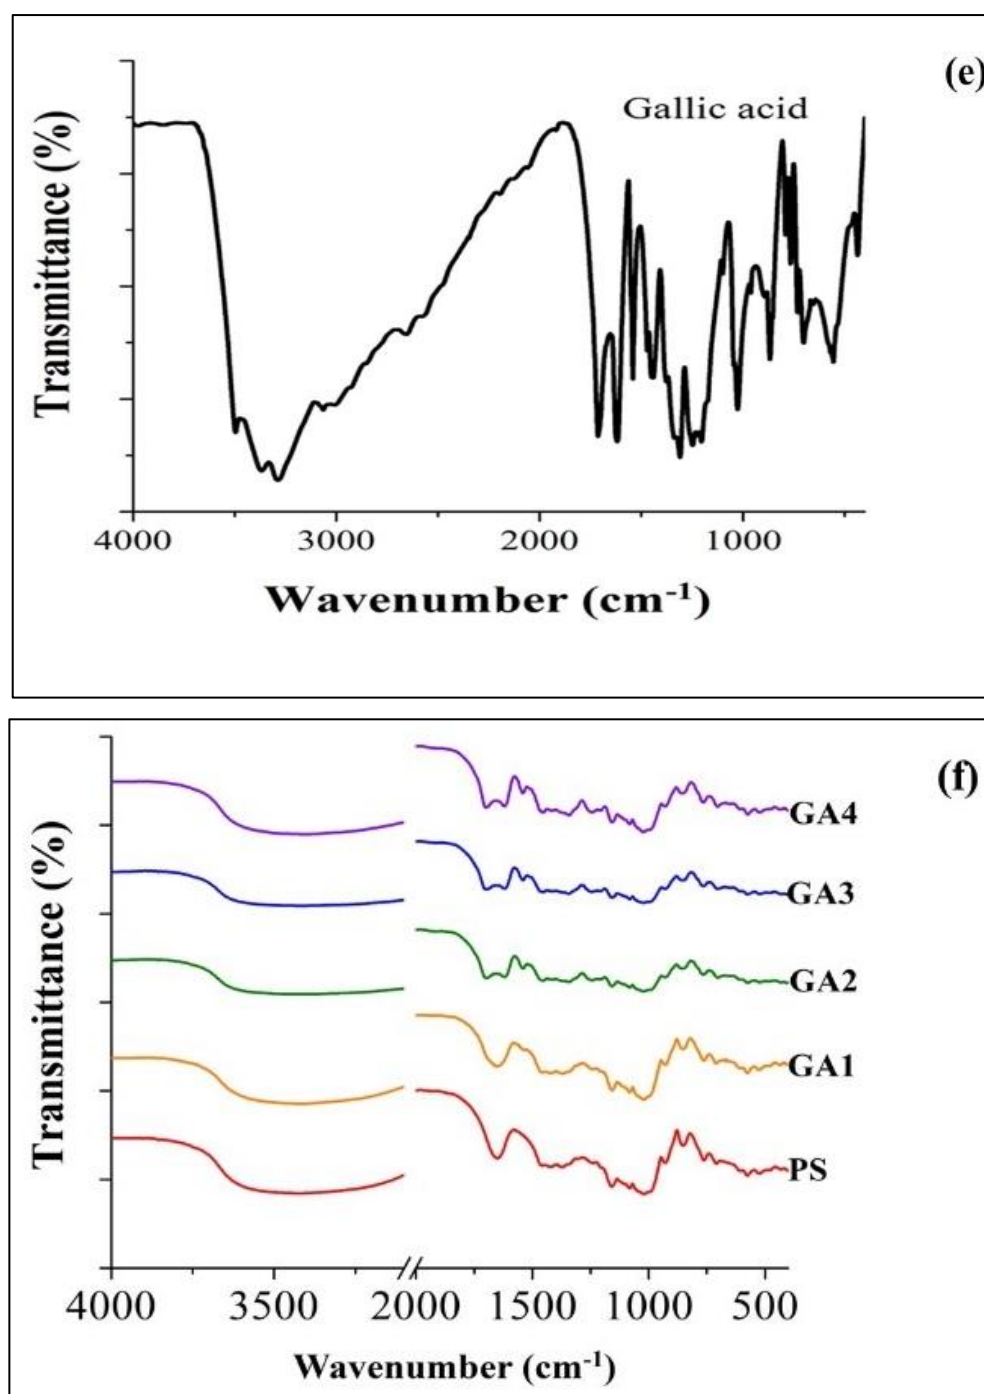 (e)
Gallic acid
Transmittance (%)
4000 3000 2000 1000
Wavenumber (cm-1)
(f)
GA4
GA3
GA2
GA1
PS
Transmittance (%)
4000 3500 2000 1500 1000 500
Wavenumber (cm-1)